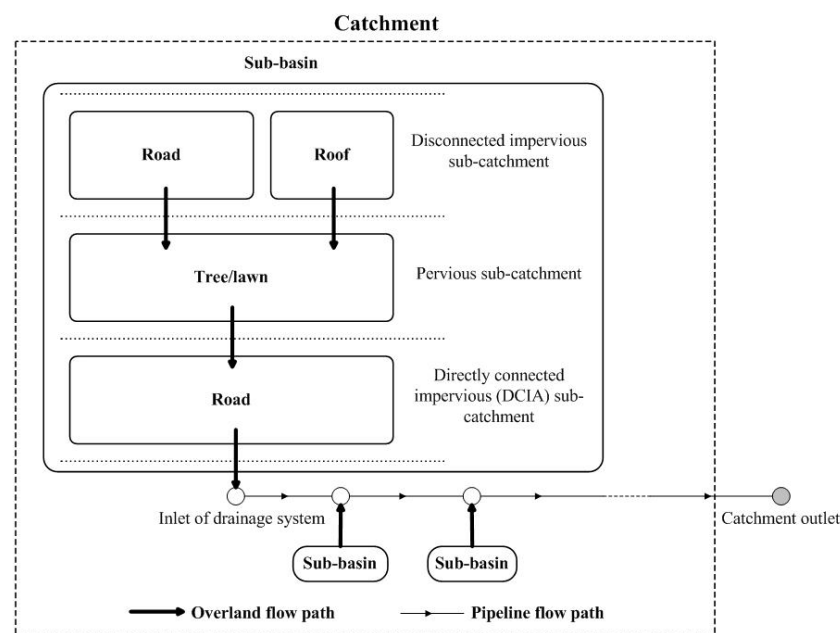 Catchment
Sub-basin
Road
Roof
Disconnected impervious
sub-catchment
Tree/lawn
Pervious sub-catchment
Road
Directly connected
impervious (DCIA) sub-
catchment
Inlet of drainage system
Catchment outlet
Sub-basin
Sub-basin
Overland flow path
Pipeline flow path